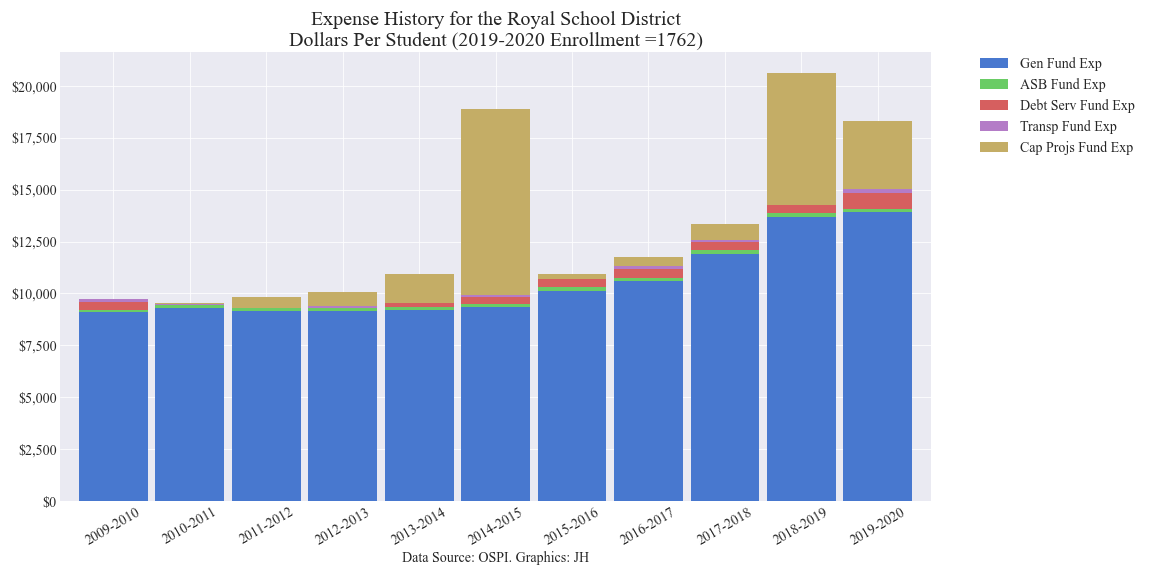 Expense History for the Royal School District
Dollars Per Student (2019-2020 Enrollment =1762)
Gen Fund Exp
ASB Fund Exp
Debt Serv Fund Exp
Transp Fund Exp
Cap Projs Fund Exp
$20,000
$17,500
$15,000
$12,500
$10,000
$7,500
$5,000
$2,500
$0
2009-2010
2010-2011
2011-2012
2012-2013
2013-2014
2014-2015
2015-2016
2016-2017
2017-2018
2018-2019
2019-2020
Data Source: OSPI. Graphics: JH